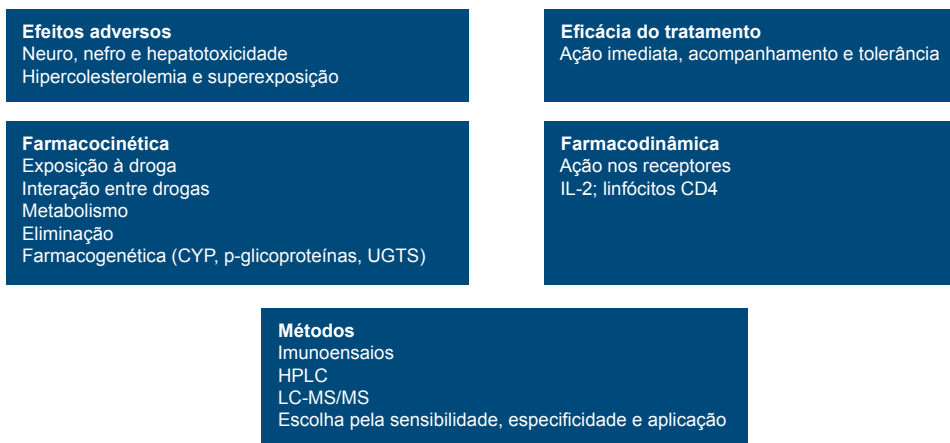 Efeitos adversos
Neuro, nefro e hepatotoxicidade
Hipercolesterolemia e superexposição
Eficácia do tratamento
Ação imediata, acompanhamento e tolerância
Farmacocinética
Exposição à droga
Interação entre drogas
Metabolismo
Eliminação
Farmacogenética (CYP, p-glicoproteínas, UGTS)
Farmacodinâmica
Ação nos receptores
IL-2; linfócitos CD4
Métodos
Imunoensaios
HPLC
LC-MS/MS
Escolha pela sensibilidade, especificidade e aplicação